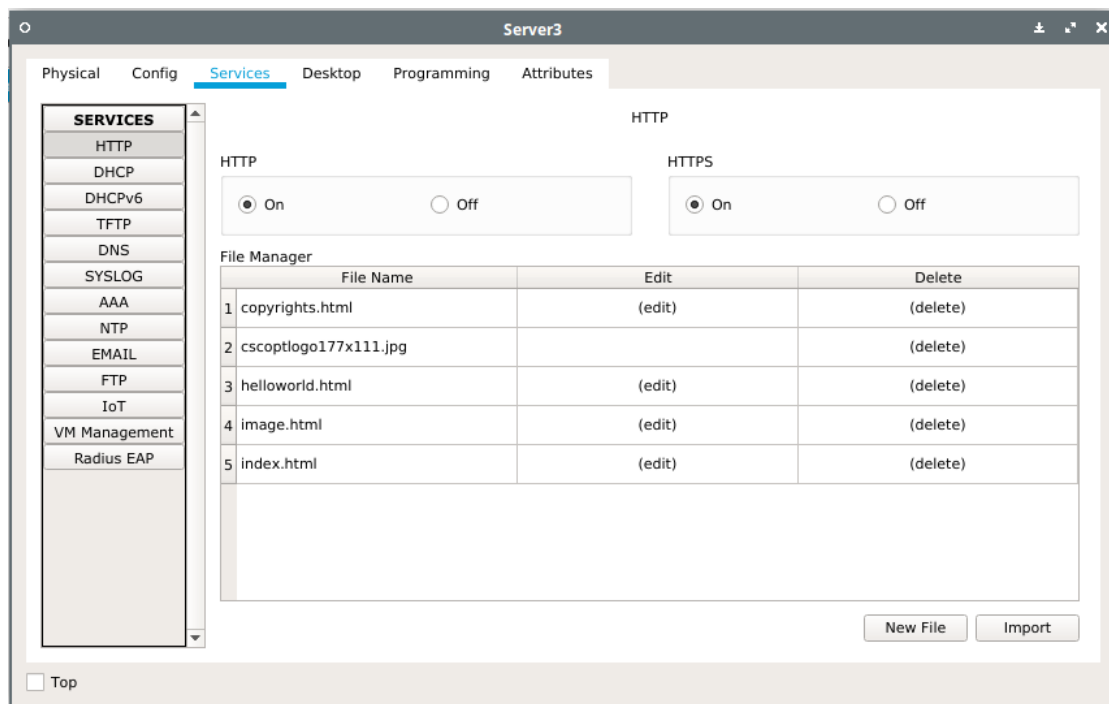 Server3
Physical Config Services Desktop Programming Attributes
SERVICES
HTTP
DHCP
DHCPv6
TFTP
DNS
SYSLOG
AAA
NTP
EMAIL
FTP
IoT
VM Management
Radius EAP
HTTP
HTTP HTTPS
On Off On Off
File Manager
File Name Edit Delete
1 copyrights.html (edit) (delete)
2 cscoptlogo177x111.jpg (delete)
3 helloworld.html (edit) (delete)
4 image.html (edit) (delete)
5 index.html (edit) (delete)
New File Import
Top